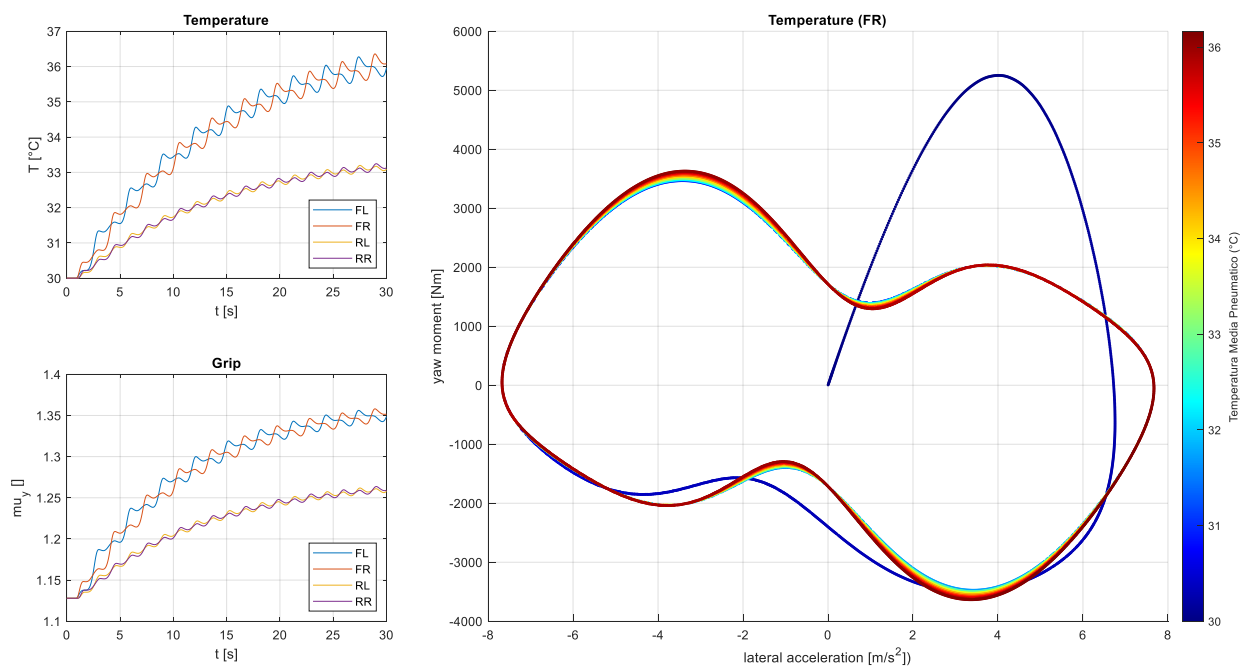 Temperature
37
36
35
34
33
32
31
30
T [°C]
0 5 10 15 20 25 30
t [s]
FL
FR
RL
RR
Grip
1.4
1.35
1.3
1.25
1.2
1.15
1.1
mu_y []
0 5 10 15 20 25 30
t [s]
FL
FR
RL
RR
Temperature (FR)
6000
5000
4000
3000
2000
1000
0
-1000
-2000
-3000
-4000
yaw moment [Nm]
-8 -6 -4 -2 0 2 4 6 8
lateral acceleration [m/s²])
36
35
34
33
32
31
30
Temperatura Media Pneumatico (°C)